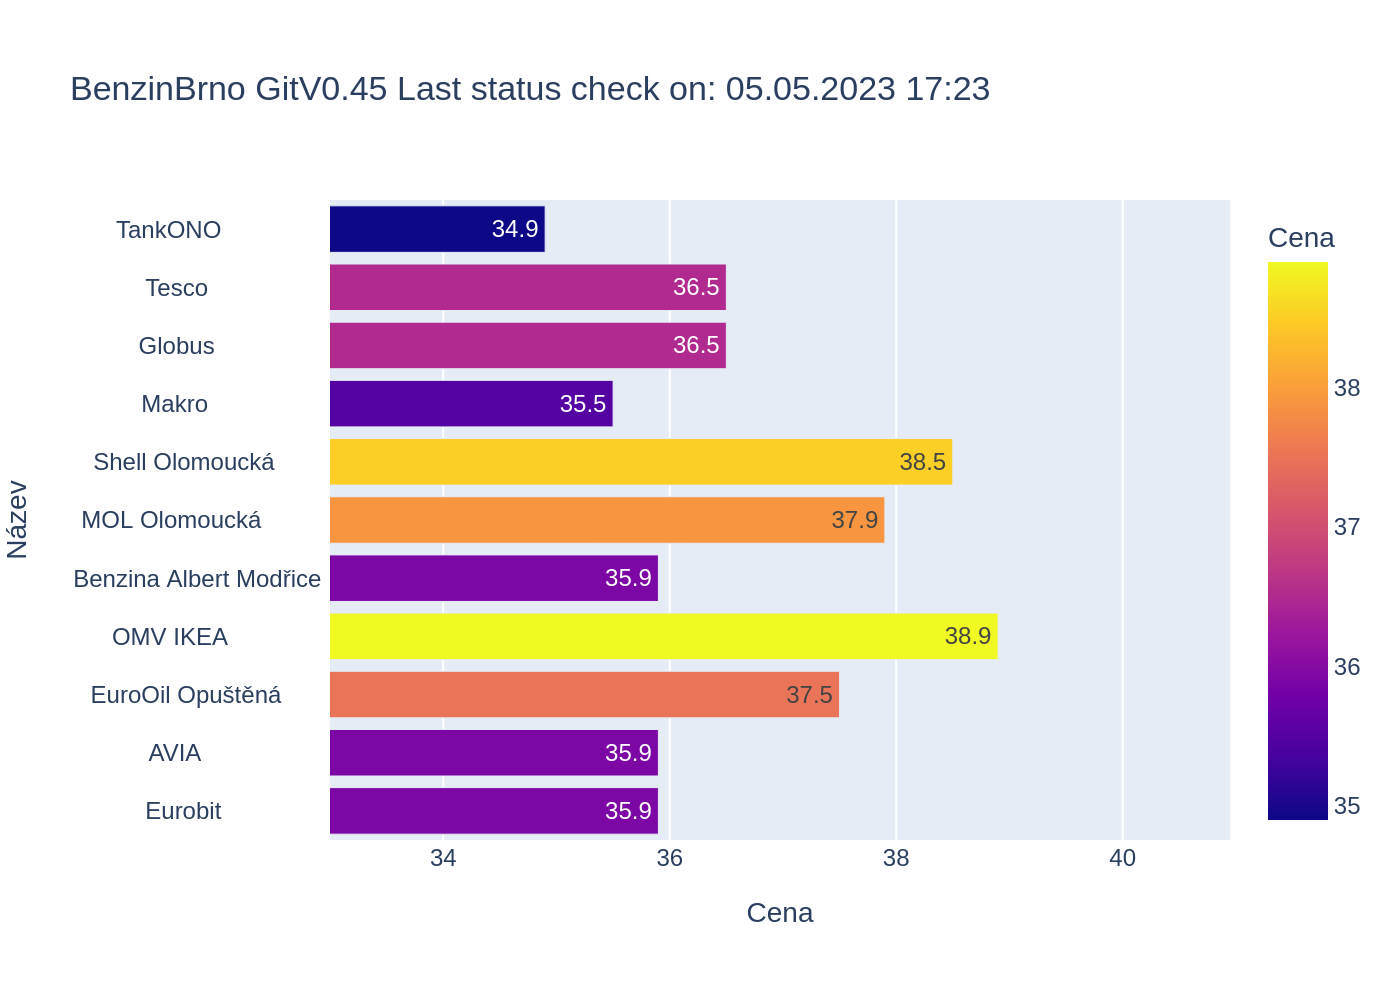 BenzinBrno GitV0.45 Last status check on: 05.05.2023 17:23
Cena
TankONO 34.9
Tesco 36.5
Globus 36.5
Makro 35.5
Shell Olomoucká 38.5
MOL Olomoucká 37.9
Benzina Albert Modřice 35.9
OMV IKEA 38.9
EuroOil Opuštěná 37.5
AVIA 35.9
Eurobit 35.9
Název
34 36 38 40
Cena
38
37
36
35